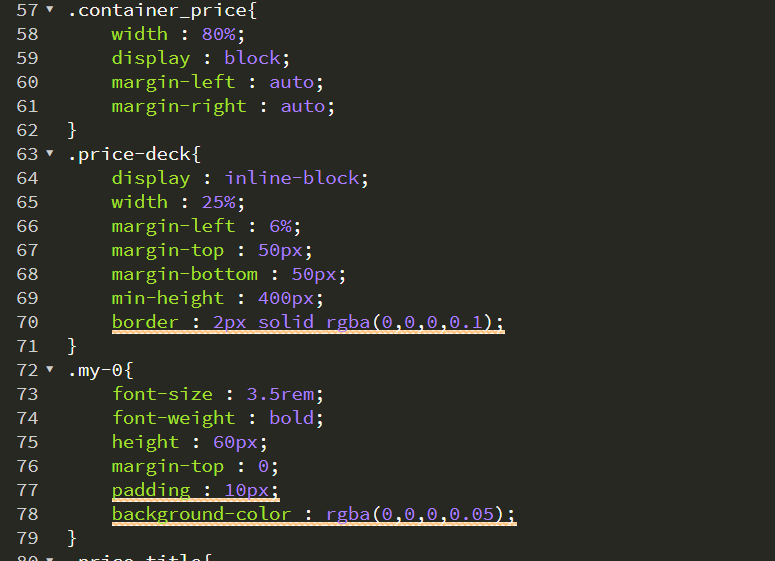 57 .container_price{
58 width : 80%;
59 display : block;
60 margin-left : auto;
61 margin-right : auto;
62 }
63 .price-deck{
64 display : inline-block;
65 width : 25%;
66 margin-left : 6%;
67 margin-top : 50px;
68 margin-bottom : 50px;
69 min-height : 400px;
70 border : 2px solid rgba(0,0,0,0.1);
71 }
72 .my-0{
73 font-size : 3.5rem;
74 font-weight : bold;
75 height : 60px;
76 margin-top : 0;
77 padding : 10px;
78 background-color : rgba(0,0,0,0.05);
79 }
80 .price-title{